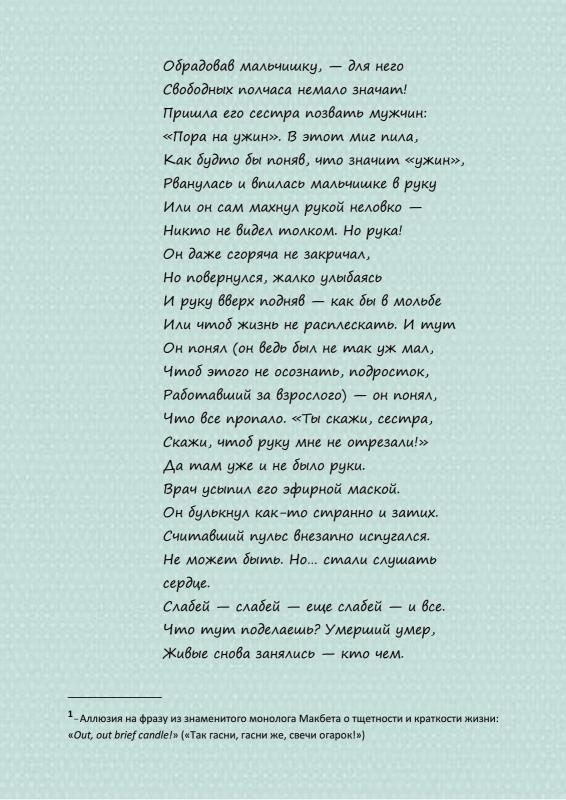 Обрадовав мальчишку, — для него
Свободных полчаса немало значат!
Пришла его сестра позвать мужчин:
«Пора на ужин». В этот миг пила,
Как будто бы поняв, что значит «ужин»,
Рванулась и впилась мальчишке в руку
Или он сам махнул рукой неловко —
Никто не видел толком. Но рука!
Он даже сгоряча не закричал,
Но повернулся, жалко улыбаясь
И руку вверх подняв — как бы в мольбе
Или чтоб жизнь не расплескать. И тут
Он понял (он ведь был не так уж мал,
Чтоб этого не осознать, подросток,
Работавший за взрослого) — он понял,
Что все пропало. «Ты скажи, сестра,
Скажи, чтоб руку мне не отрезали!»
Да там уже и не было руки.
Врач усыпил его эфирной маской.
Он булькнул как-то странно и затих.
Считавший пульс внезапно испугался.
Не может быть. Но... стали слушать
сердце.
Слабей — слабей — еще слабей — и все.
Что тут поделаешь? Умерший умер,
Живые снова занялись — кто чем.
1 Аллюзия на фразу из знаменитого монолога Макбета о тщетности и краткости жизни:
«Out, out brief candle!» («Так гасни, гасни же, свечи огарок!»)